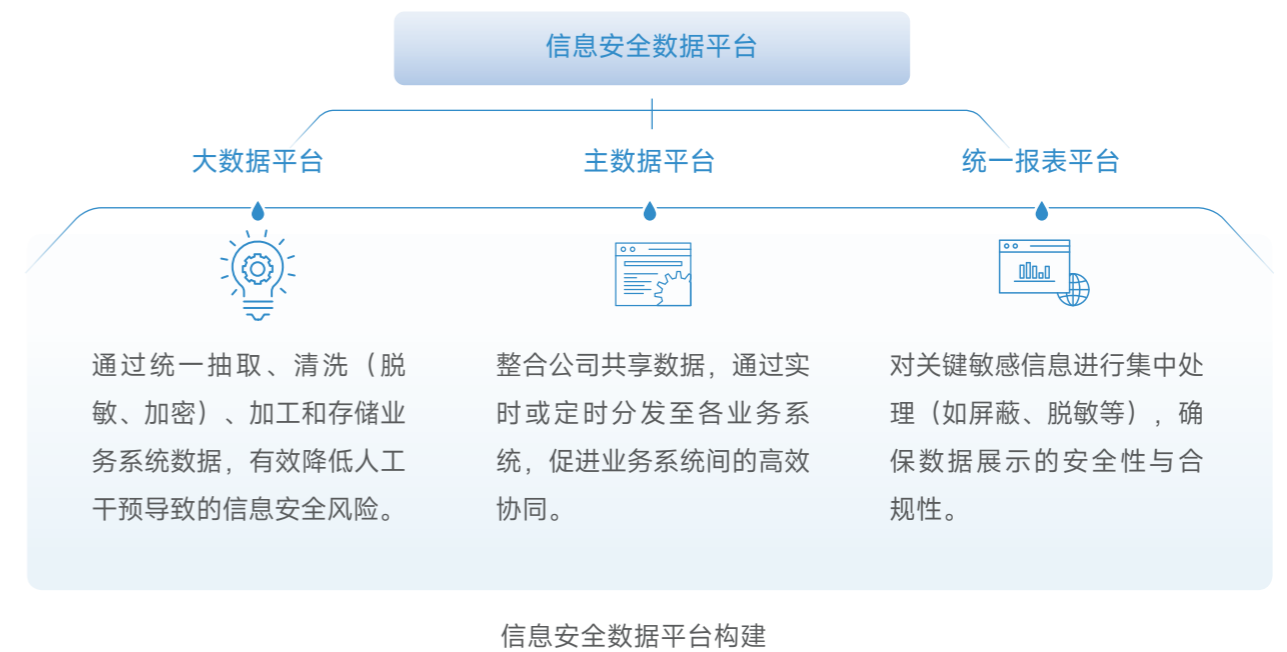 信息安全数据平台
大数据平台
主数据平台
统一报表平台
通过统一抽取、清洗（脱
敏、加密）、加工和存储业
务系统数据，有效降低人工
干预导致的信息安全风险。
整合公司共享数据，通过实
时或定时分发至各业务系
统，促进业务系统间的高效
协同。
对关键敏感信息进行集中处
理（如屏蔽、脱敏等），确
保数据展示的安全性与合
规性。
信息安全数据平台构建